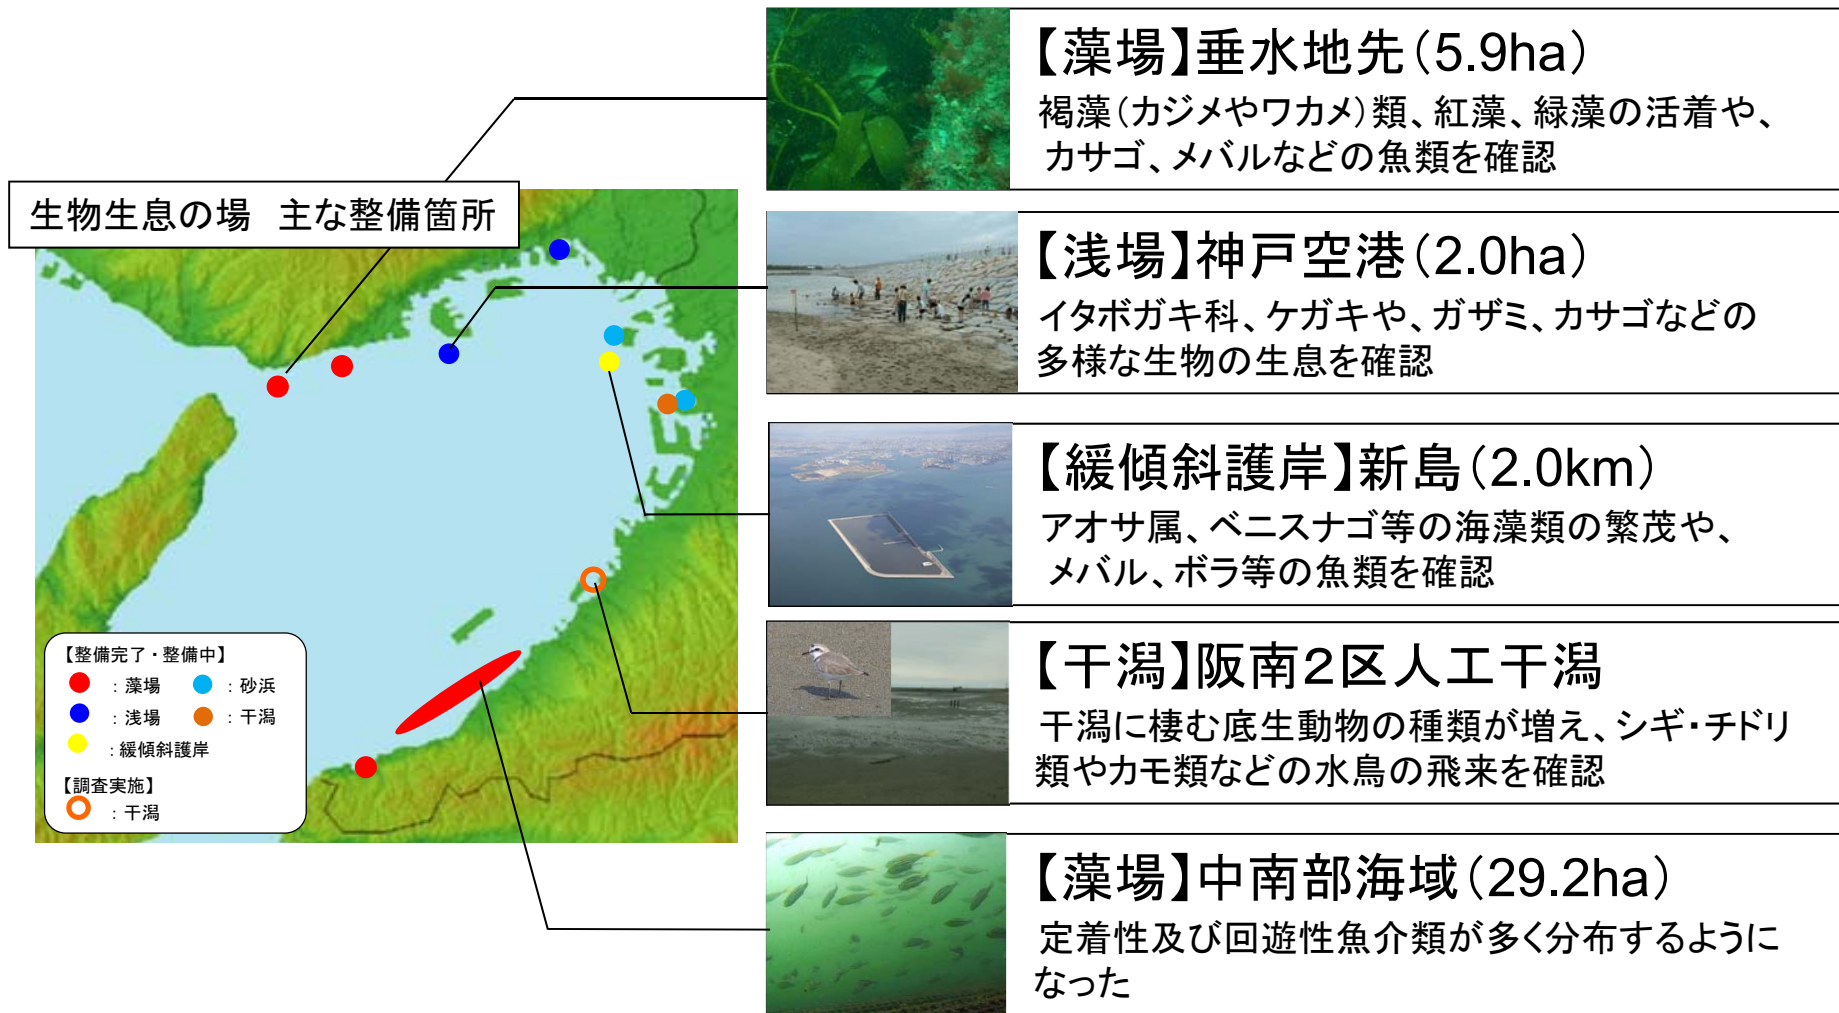 生物生息の場　主な整備箇所
【整備完了・整備中】
：藻場　：砂浜
：浅場　：干潟
：緩傾斜護岸
【調査実施】
：干潟
【藻場】垂水地先（5.9ha）
褐藻（カジメやワカメ）類、紅藻、緑藻の活着や、
カサゴ、メバルなどの魚類を確認
【浅場】神戸空港（2.0ha）
イタボガキ科、ケガキや、ガザミ、カサゴなどの
多様な生物の生息を確認
【緩傾斜護岸】新島（2.0km）
アオサ属、ベニスナゴ等の海藻類の繁茂や、
メバル、ボラ等の魚類を確認
【干潟】阪南２区人工干潟
干潟に棲む底生動物の種類が増え、シギ・チドリ
類やカモ類などの水鳥の飛来を確認
【藻場】中南部海域（29.2ha）
定着性及び回遊性魚介類が多く分布するように
なった